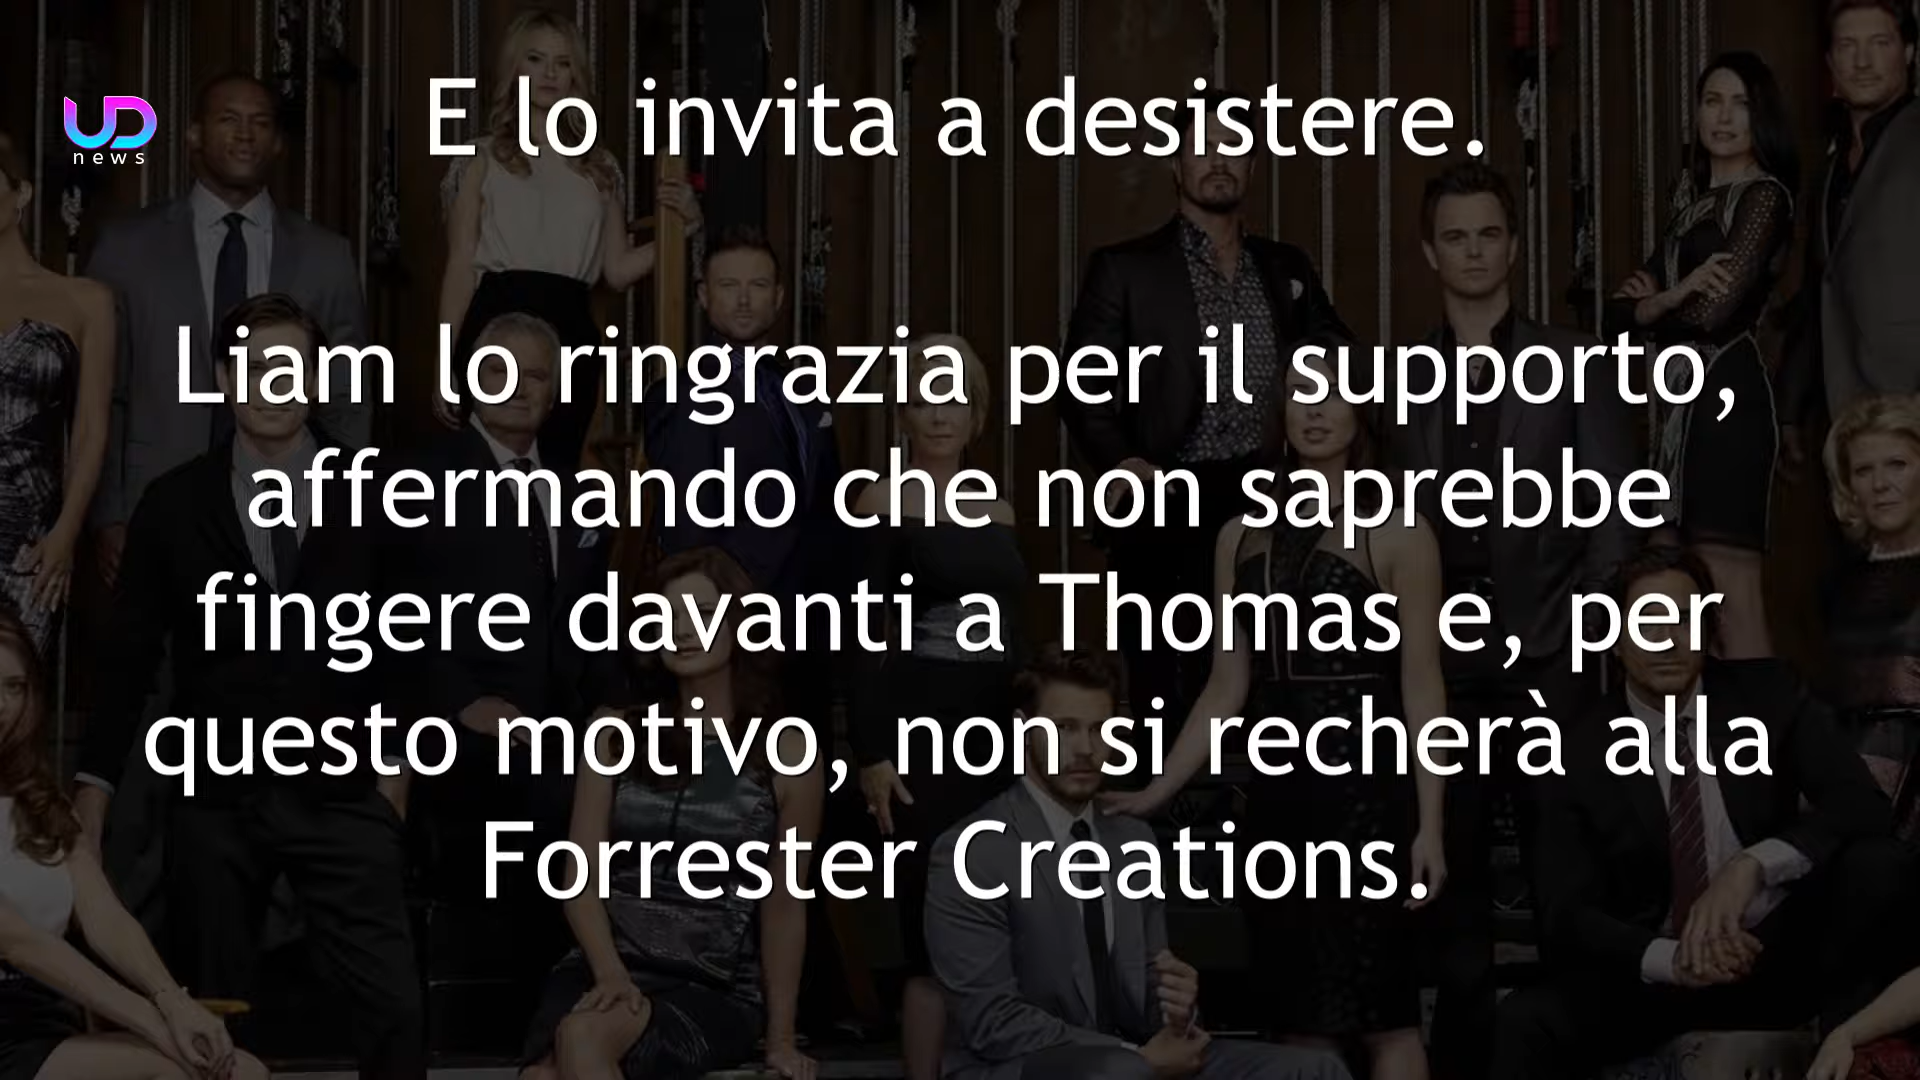 UD
news
E lo invita a desistere.
Liam lo ringrazia per il supporto,
affermando che non saprebbe
fingere davanti a Thomas e, per
questo motivo, non si recherà alla
Forrester Creations.